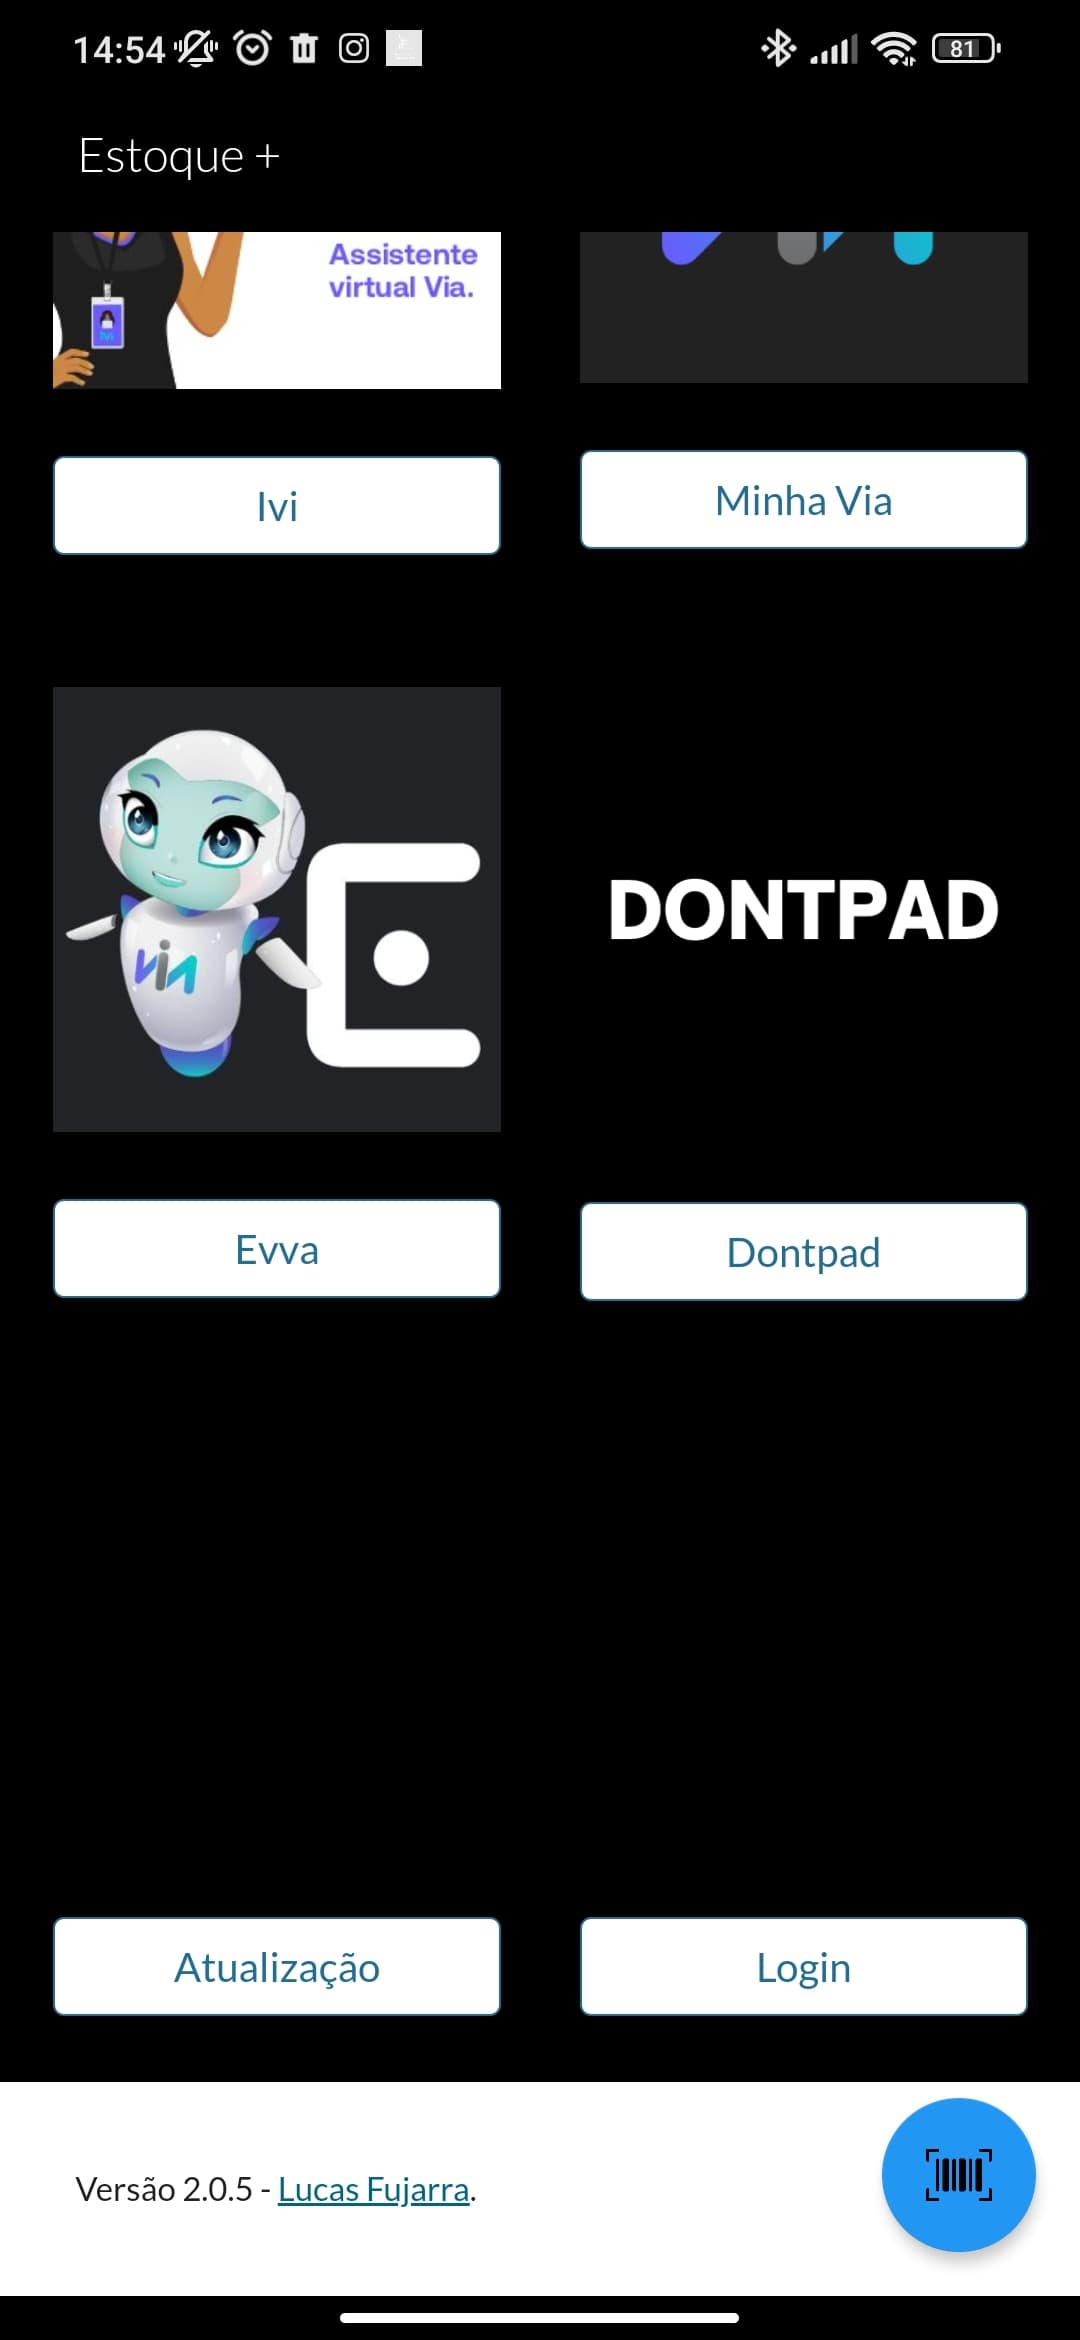 14:54
81
Estoque +
Assistente
virtual Via.
Ivi
Minha Via
via
DONTPAD
Evva
Dontpad
Atualização
Login
Versão 2.0.5 - Lucas Fujarra.